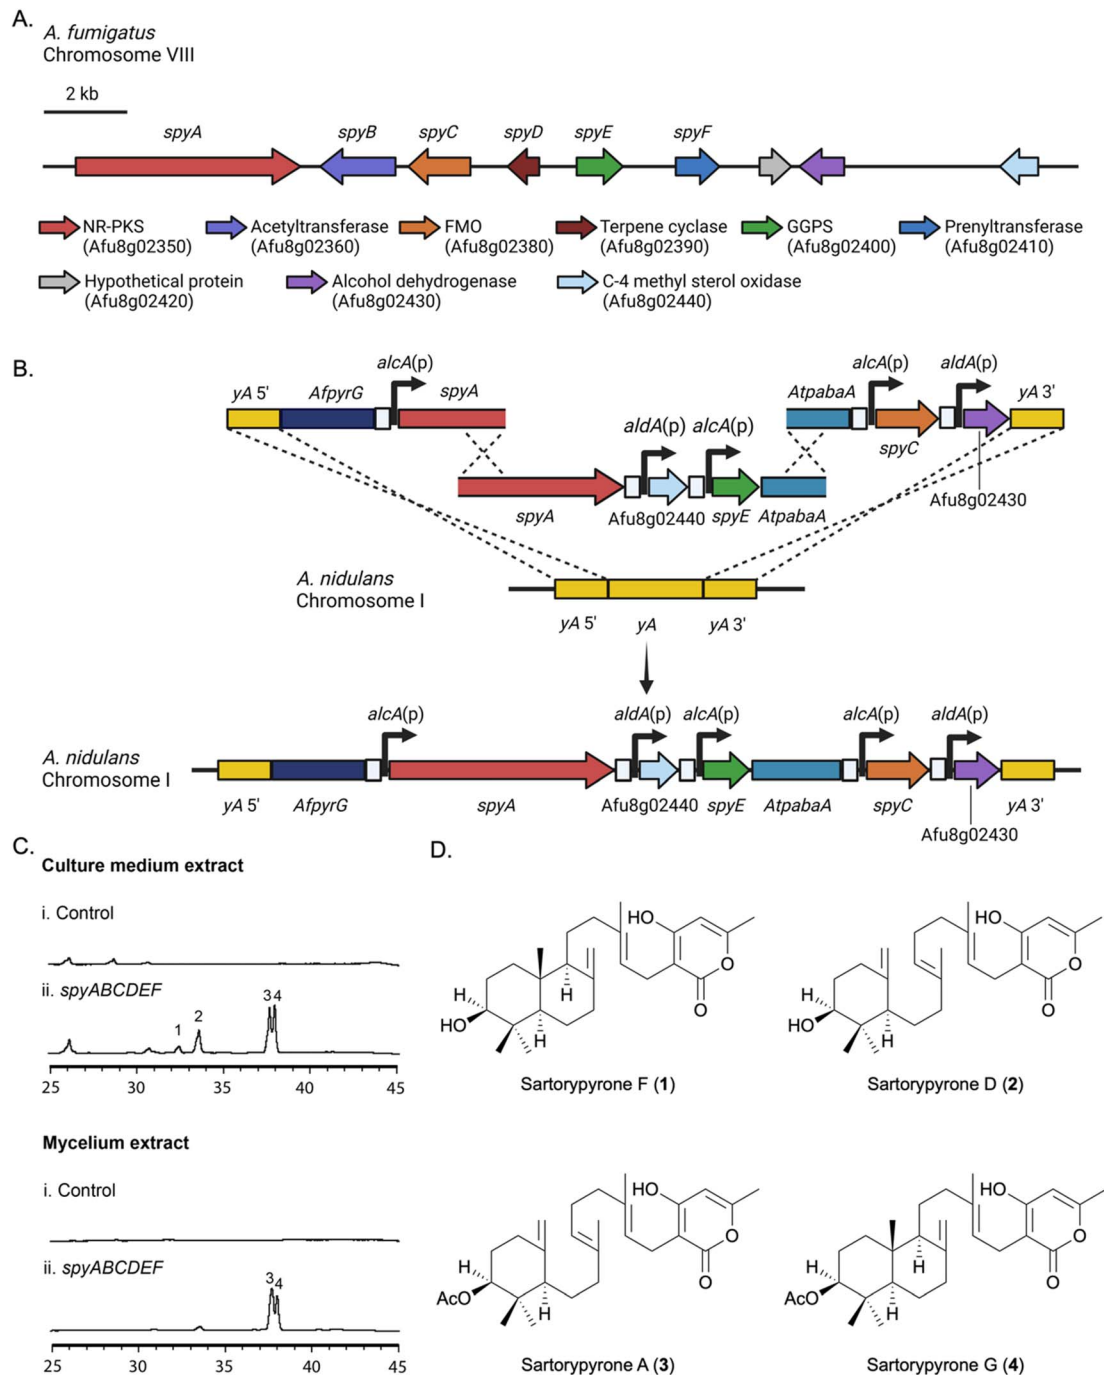 A.
A. fumigatus
Chromosome VIII
2 kb
spyA spyB spyC spyD spyE spyF
NR-PKS Acetyltransferase FMO Terpene cyclase GGPS Prenyltransferase
(Afu8g02350) (Afu8g02360) (Afu8g02380) (Afu8g02390) (Afu8g02400) (Afu8g02410)
Hypothetical protein Alcohol dehydrogenase C-4 methyl sterol oxidase
(Afu8g02420) (Afu8g02430) (Afu8g02440)
B.
alcA(p) alcA(p) aldA(p)
yA 5' AfpyrG spyA AtpabaA yA 3'
aldA(p) alcA(p)
spyC
Afu8g02430
spyA Afu8g02440 spyE AtpabaA
A. nidulans
Chromosome I
yA 5' yA yA 3'
alcA(p) aldA(p) alcA(p) alcA(p) aldA(p)
A. nidulans
Chromosome I
yA 5' AfpyrG spyA Afu8g02440 spyE AtpabaA spyC yA 3'
Afu8g02430
C.
Culture medium extract
i. Control
ii. spyABCDEF
1 2 3 4
25 30 35 40 45
Mycelium extract
i. Control
ii. spyABCDEF
3 4
25 30 35 40 45
D.
HO O O H H H HO
Sartorypyrone F (1)
HO O O H H HO
Sartorypyrone D (2)
HO O O H H AcO
Sartorypyrone A (3)
HO O O H H H AcO
Sartorypyrone G (4)